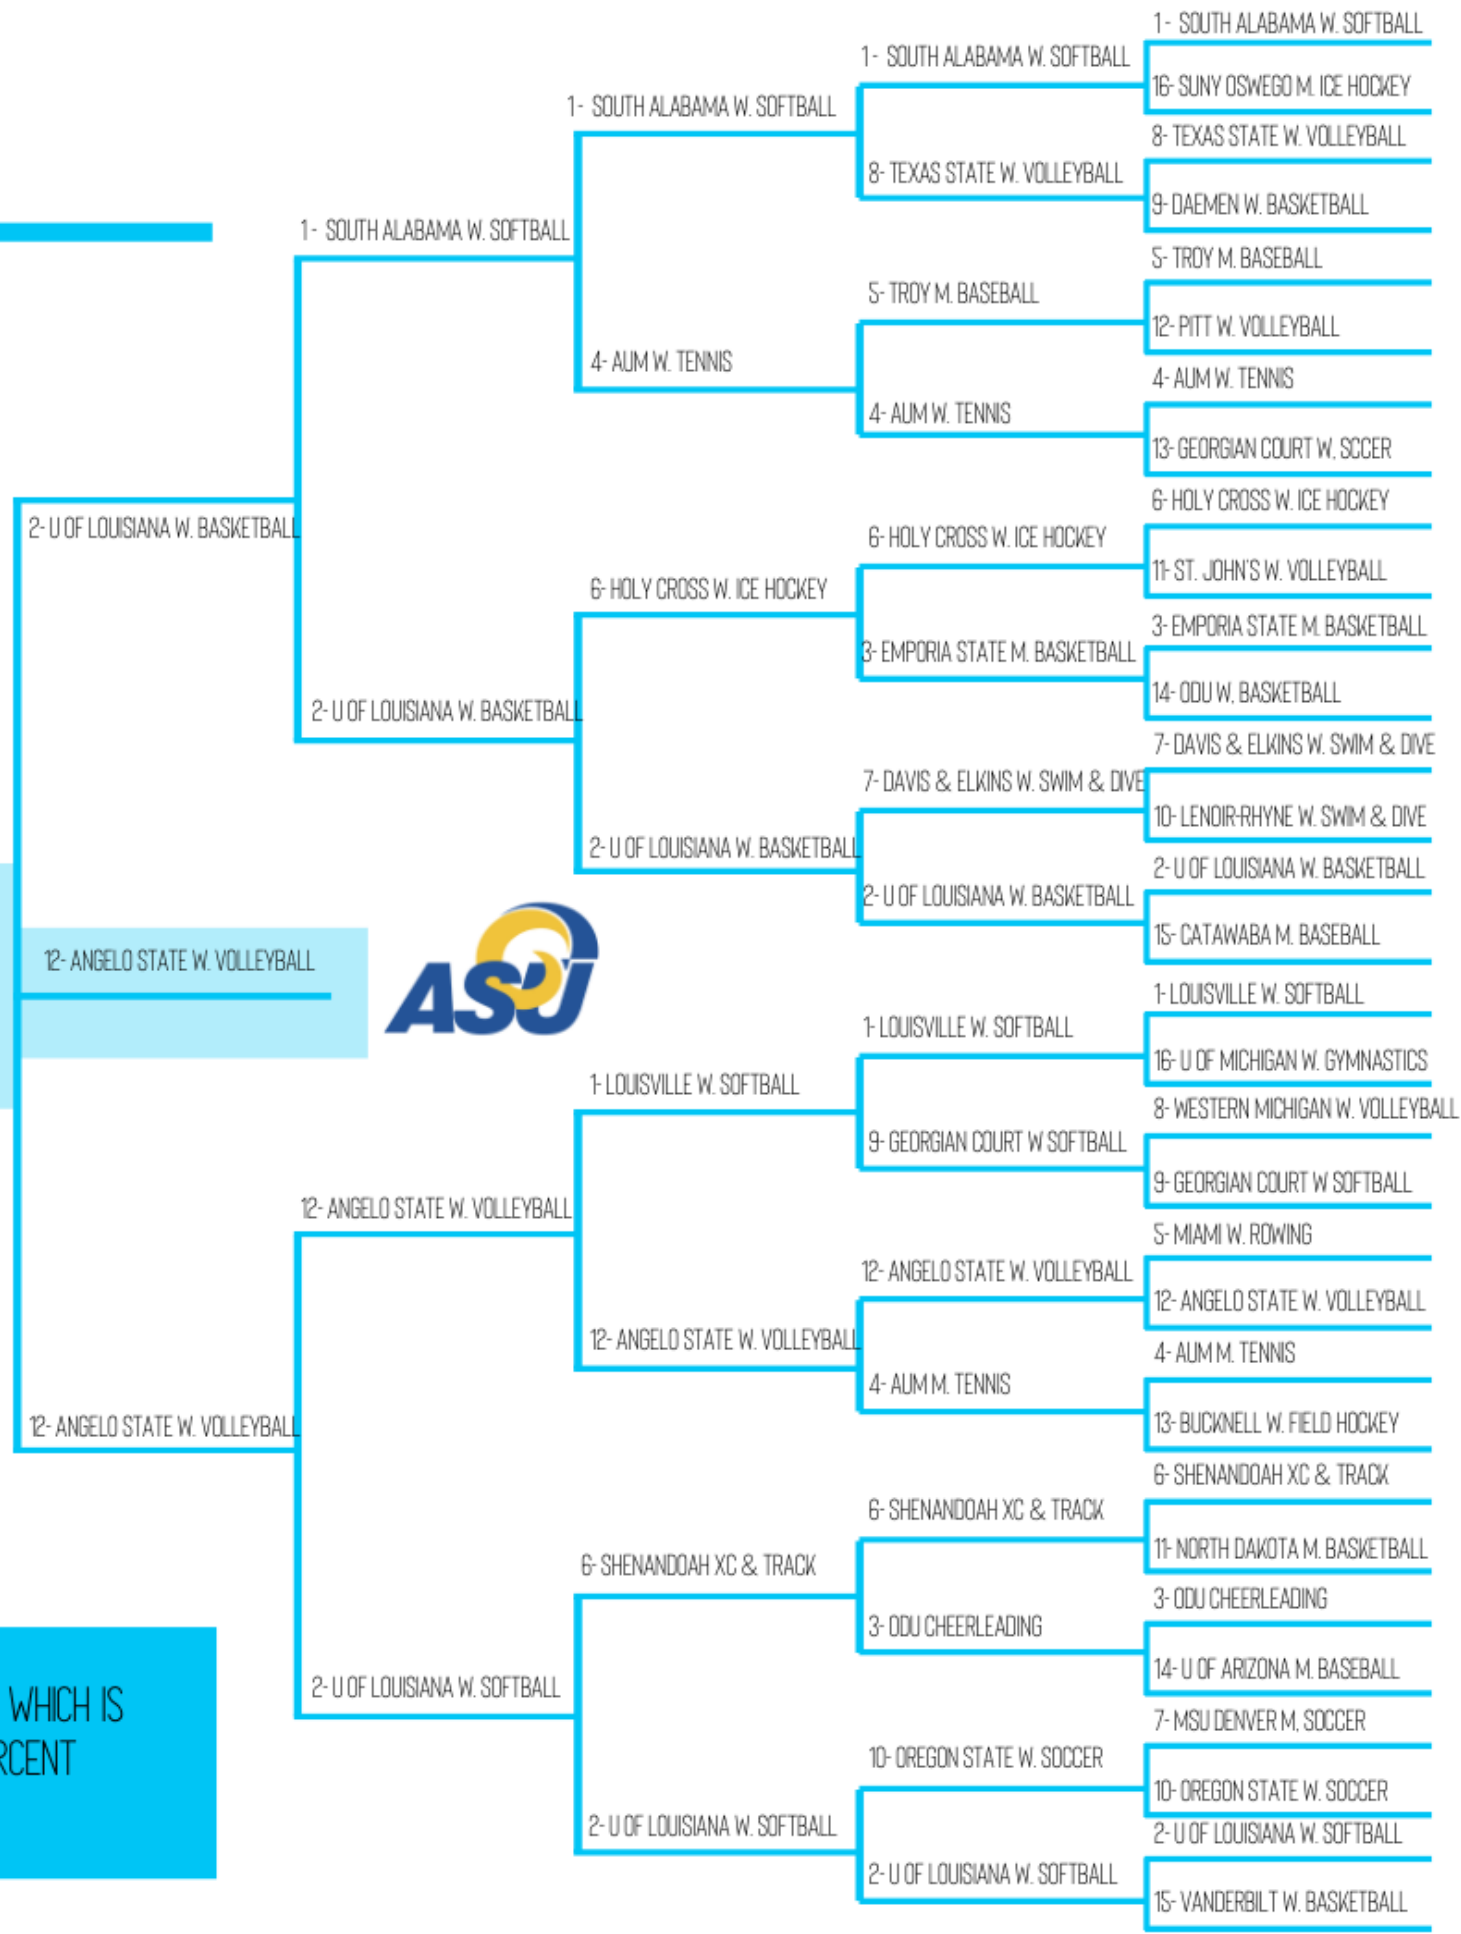 1- SOUTH ALABAMA W. SOFTBALL
16- SUNY OSWEGO M. ICE HOCKEY
8- TEXAS STATE W. VOLLEYBALL
9- DAEMEN W. BASKETBALL
5- TROY M. BASEBALL
12- PITT W. VOLLEYBALL
4- AUM W. TENNIS
13- GEORGIAN COURT W, SCCER
6- HOLY CROSS W. ICE HOCKEY
11- ST. JOHN'S W. VOLLEYBALL
3- EMPORIA STATE M. BASKETBALL
14- ODU W, BASKETBALL
7- DAVIS & ELKINS W. SWIM & DIVE
10- LENOIR-RHYNE W. SWIM & DIVE
2- U OF LOUISIANA W. BASKETBALL
15- CATAWABA M. BASEBALL
1- LOUISVILLE W. SOFTBALL
16- U OF MICHIGAN W. GYMNASTICS
8- WESTERN MICHIGAN W. VOLLEYBALL
9- GEORGIAN COURT W SOFTBALL
5- MIAMI W. ROWING
12- ANGELO STATE W. VOLLEYBALL
4- AUM M. TENNIS
13- BUCKNELL W. FIELD HOCKEY
6- SHENANDOAH XC & TRACK
11- NORTH DAKOTA M. BASKETBALL
3- ODU CHEERLEADING
14- U OF ARIZONA M. BASEBALL
7- MSU DENVER M, SOCCER
10- OREGON STATE W. SOCCER
2- U OF LOUISIANA W. SOFTBALL
15- VANDERBILT W. BASKETBALL
1- SOUTH ALABAMA W. SOFTBALL
8- TEXAS STATE W. VOLLEYBALL
5- TROY M. BASEBALL
4- AUM W. TENNIS
6- HOLY CROSS W. ICE HOCKEY
3- EMPORIA STATE M. BASKETBALL
7- DAVIS & ELKINS W. SWIM & DIVE
2- U OF LOUISIANA W. BASKETBALL
1- LOUISVILLE W. SOFTBALL
9- GEORGIAN COURT W SOFTBALL
12- ANGELO STATE W. VOLLEYBALL
4- AUM M. TENNIS
6- SHENANDOAH XC & TRACK
3- ODU CHEERLEADING
10- OREGON STATE W. SOCCER
2- U OF LOUISIANA W. SOFTBALL
1- SOUTH ALABAMA W. SOFTBALL
4- AUM W. TENNIS
6- HOLY CROSS W. ICE HOCKEY
2- U OF LOUISIANA W. BASKETBALL
1- LOUISVILLE W. SOFTBALL
12- ANGELO STATE W. VOLLEYBALL
6- SHENANDOAH XC & TRACK
2- U OF LOUISIANA W. SOFTBALL
1- SOUTH ALABAMA W. SOFTBALL
2- U OF LOUISIANA W. BASKETBALL
12- ANGELO STATE W. VOLLEYBALL
2- U OF LOUISIANA W. SOFTBALL
2- U OF LOUISIANA W. BASKETBALL
12- ANGELO STATE W. VOLLEYBALL
12- ANGELO STATE W. VOLLEYBALL
ASU
WHICH IS
RCENT